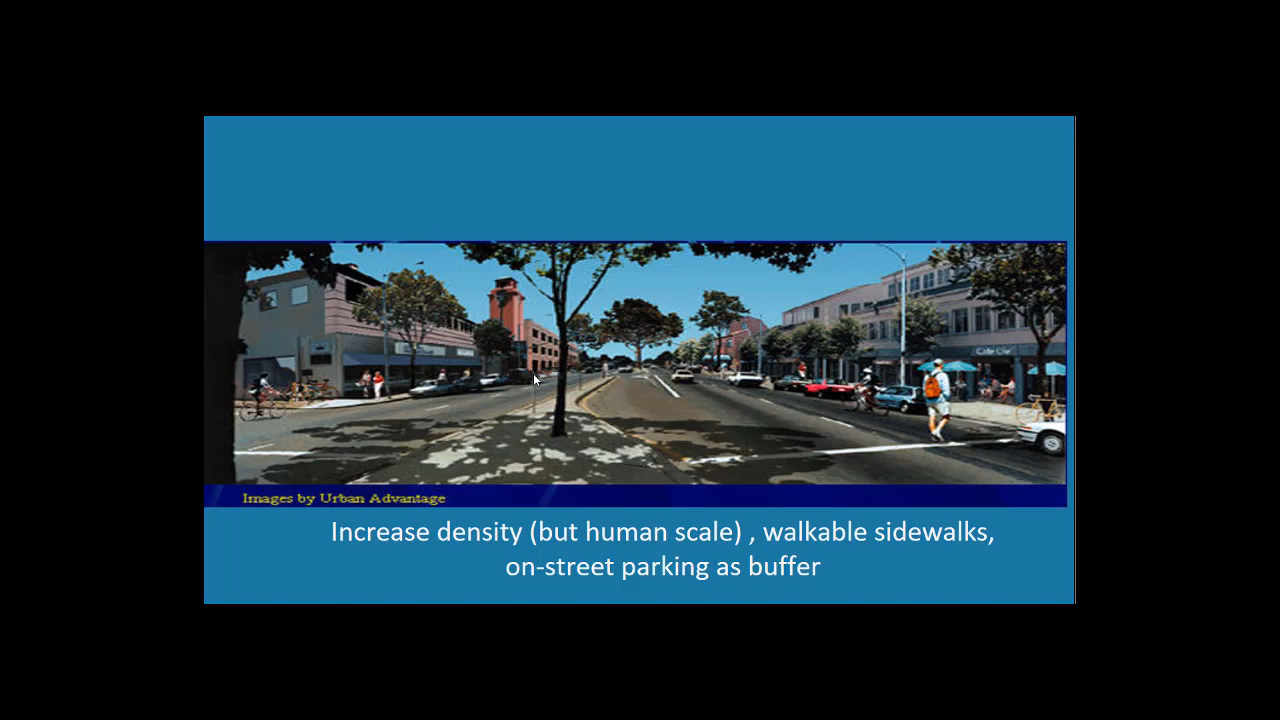 Images by Urban Advantage
Increase density (but human scale) , walkable sidewalks,
on-street parking as buffer